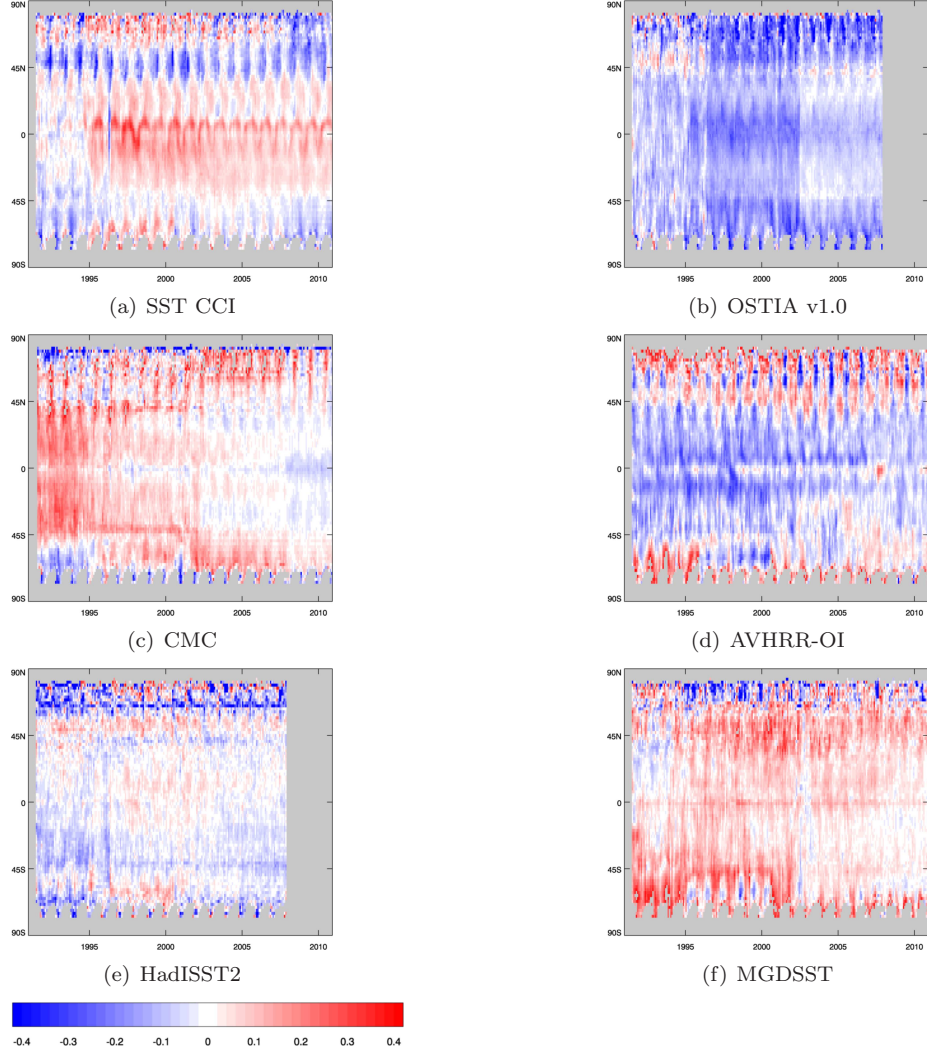 90N
45N
0
45S
90S
1995 2000 2005 2010
(a) SST CCI
90N
45N
0
45S
90S
1995 2000 2005 2010
(b) OSTIA v1.0
90N
45N
0
45S
90S
1995 2000 2005 2010
(c) CMC
90N
45N
0
45S
90S
1995 2000 2005 2010
(d) AVHRR-OI
90N
45N
0
45S
90S
1995 2000 2005 2010
(e) HadISST2
90N
45N
0
45S
90S
1995 2000 2005 2010
(f) MGDSST
-0.4 -0.3 -0.2 -0.1 0 0.1 0.2 0.3 0.4